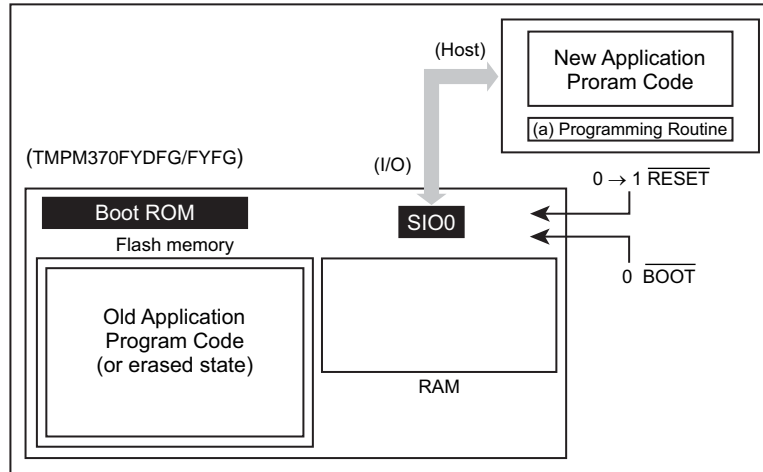 (Host)
New Application
Proram Code
(a) Programming Routine
(TMPM370FYDFG/FYFG)
(I/O)
0 → 1 RESET
Boot ROM
SIO0
Flash memory
0 BOOT
Old Application
Program Code
(or erased state)
RAM